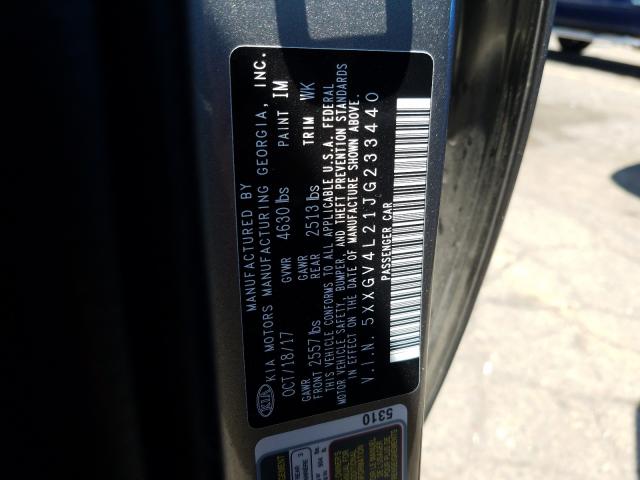 KIA
MANUFACTURED BY
KIA MOTORS MANUFACTURING GEORGIA, INC.
OCT/18/17 GVWR 4630 lbs PAINT IM
GAWR FRONT 2557 lbs GAWR REAR 2513 lbs TRIM WK
THIS VEHICLE CONFORMS TO ALL APPLICABLE U.S.A. FEDERAL
MOTOR VEHICLE SAFETY, BUMPER, AND THEFT PREVENTION STANDARDS
IN EFFECT ON THE DATE OF MANUFACTURE SHOWN ABOVE.
V.I.N. 5XXGV4L21JG233440
PASSENGER CAR
5310